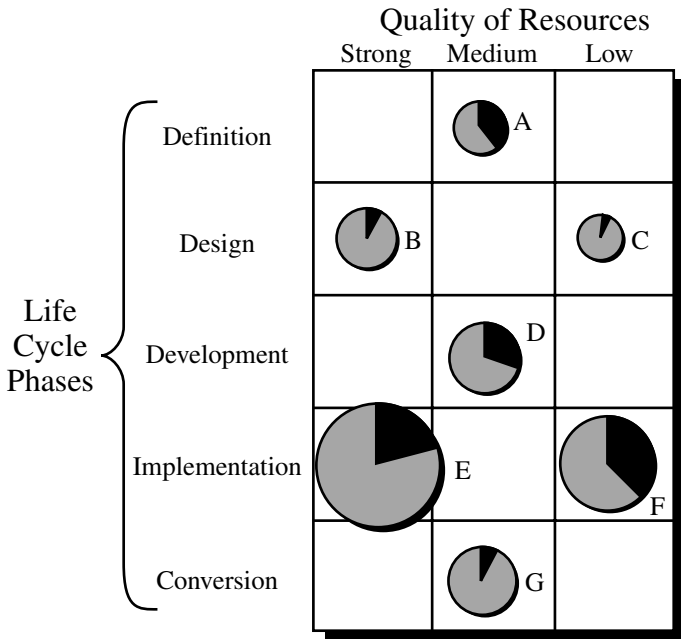 Quality of Resources
Strong Medium Low
Definition
A
Design
B
C
Life
Cycle
Phases
Development
D
Implementation
E
F
Conversion
G